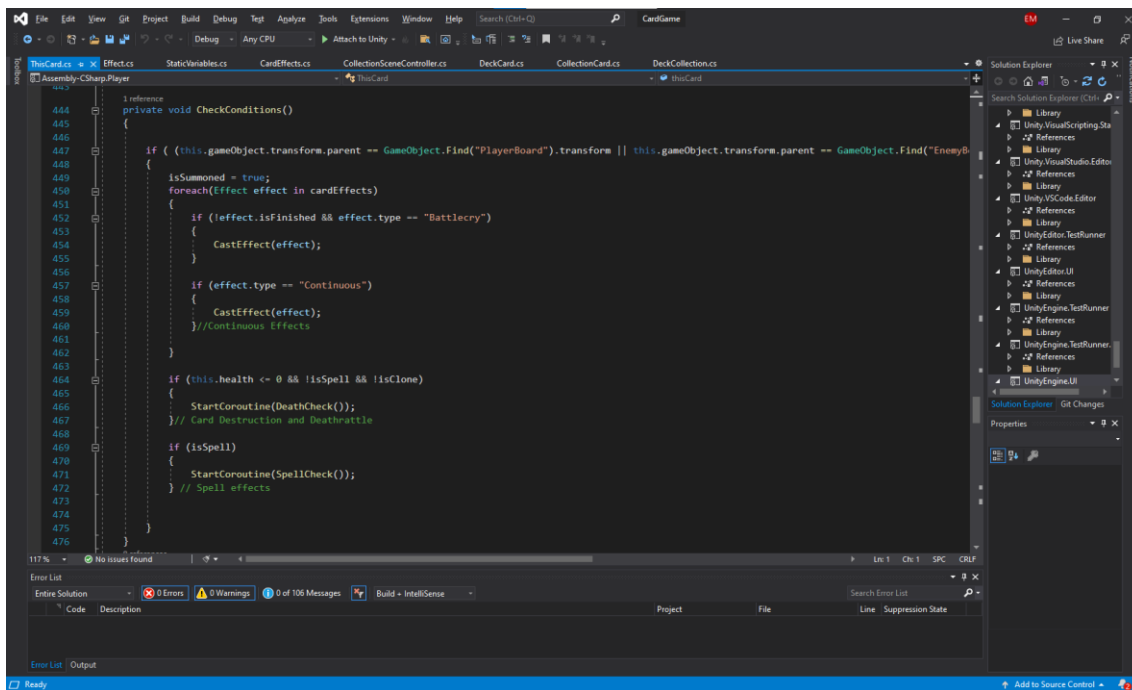 File Edit View Git Project Build Debug Test Analyze Tools Extensions Window Help Search (Ctrl+Q) CardGame EM
Debug Any CPU Attach to Unity Live Share
Toolbox
ThisCard.cs Effect.cs StaticVariables.cs CardEffects.cs CollectionSceneController.cs DeckCard.cs CollectionCard.cs DeckCollection.cs
Assembly-CSharp.Player ThisCard thisCard
443
1 reference
444 private void CheckConditions()
445 {
446
447 if ( (this.gameObject.transform.parent == GameObject.Find("PlayerBoard").transform || this.gameObject.transform.parent == GameObject.Find("EnemyB
448 {
449 isSummoned = true;
450 foreach(Effect effect in cardEffects)
451 {
452 if (!effect.isFinished && effect.type == "Battlecry")
453 {
454 CastEffect(effect);
455 }
456
457 if (effect.type == "Continuous")
458 {
459 CastEffect(effect);
460 }//Continuous Effects
461
462 }
463
464 if (this.health <= 0 && !isSpell && !isClone)
465 {
466 StartCoroutine(DeathCheck());
467 }// Card Destruction and Deathrattle
468
469 if (isSpell)
470 {
471 StartCoroutine(SpellCheck());
472 } // Spell effects
473
474
475 }
476 }
117 % No issues found Ln: 1 Ch: 1 SPC CRLF
Error List
Entire Solution 0 Errors 0 Warnings 0 of 106 Messages Build + IntelliSense Search Error List
Code Description Project File Line Suppression State
Error List Output
Solution Explorer
Search Solution Explorer (Ctrl+
Library
Unity.VisualScripting.Sta
References
Library
Unity.VisualStudio.Editor
References
Library
Unity.VSCode.Editor
References
Library
UnityEditor.TestRunner
References
Library
UnityEditor.UI
References
Library
UnityEngine.TestRunner
References
Library
UnityEngine.TestRunner.
References
Library
UnityEngine.UI
Solution Explorer Git Changes
Properties
Ready Add to Source Control 2